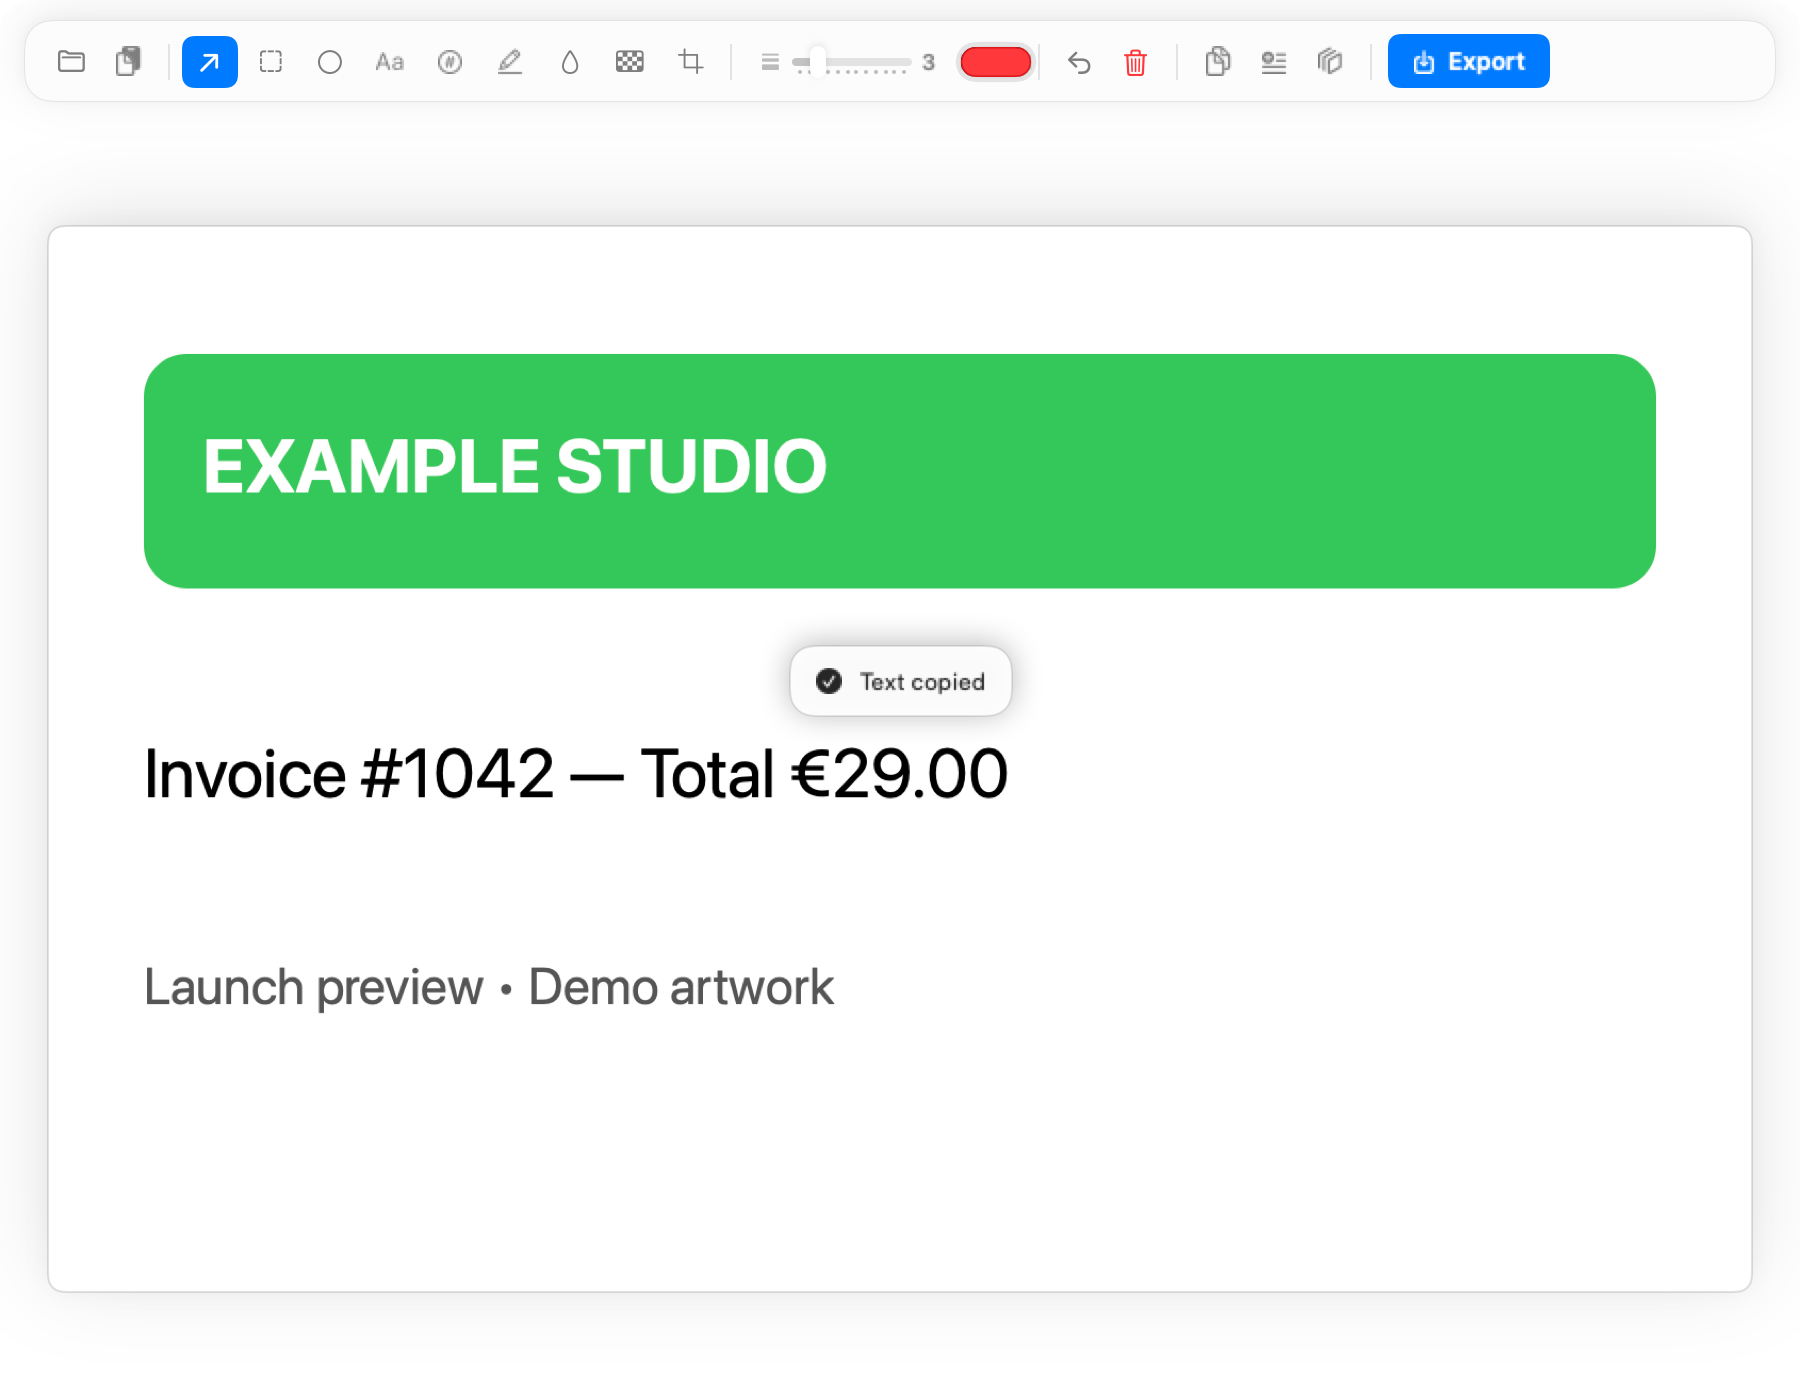 Aa
3
Export
EXAMPLE STUDIO
Text copied
Invoice #1042 — Total €29.00
Launch preview • Demo artwork